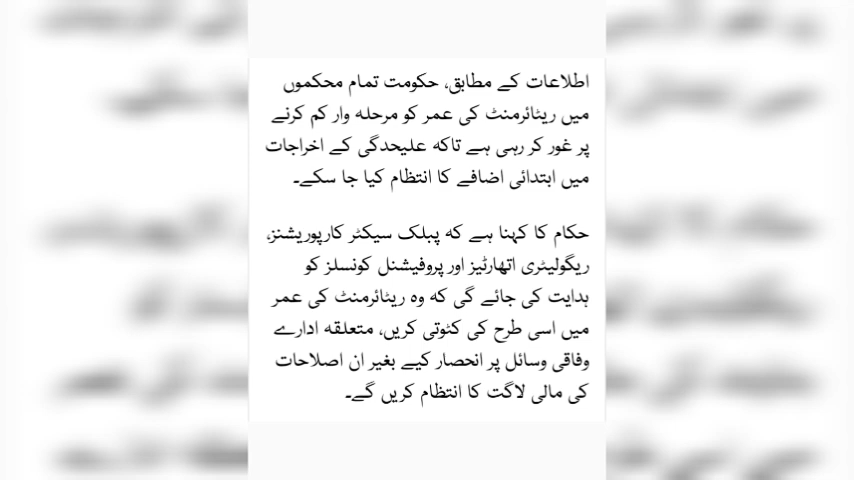 اطلاعات کے مطابق، حکومت تمام محکموں
میں ریٹائرمنٹ کی عمر کو مرحلہ وار کم کرنے
پر غور کر رہی ہے تاکہ علیحدگی کے اخراجات
میں ابتدائی اضافے کا انتظام کیا جا سکے۔
حکام کا کہنا ہے کہ پبلک سیکٹر کارپوریشنز،
ریگولیٹری اتھارٹیز اور پروفیشنل کونسلز کو
ہدایت کی جائے گی کہ وہ ریٹائرمنٹ کی عمر
میں اسی طرح کی کٹوتی کریں، متعلقہ ادارے
وفاقی وسائل پر انحصار کیے بغیر ان اصلاحات
کی مالی لاگت کا انتظام کریں گے۔